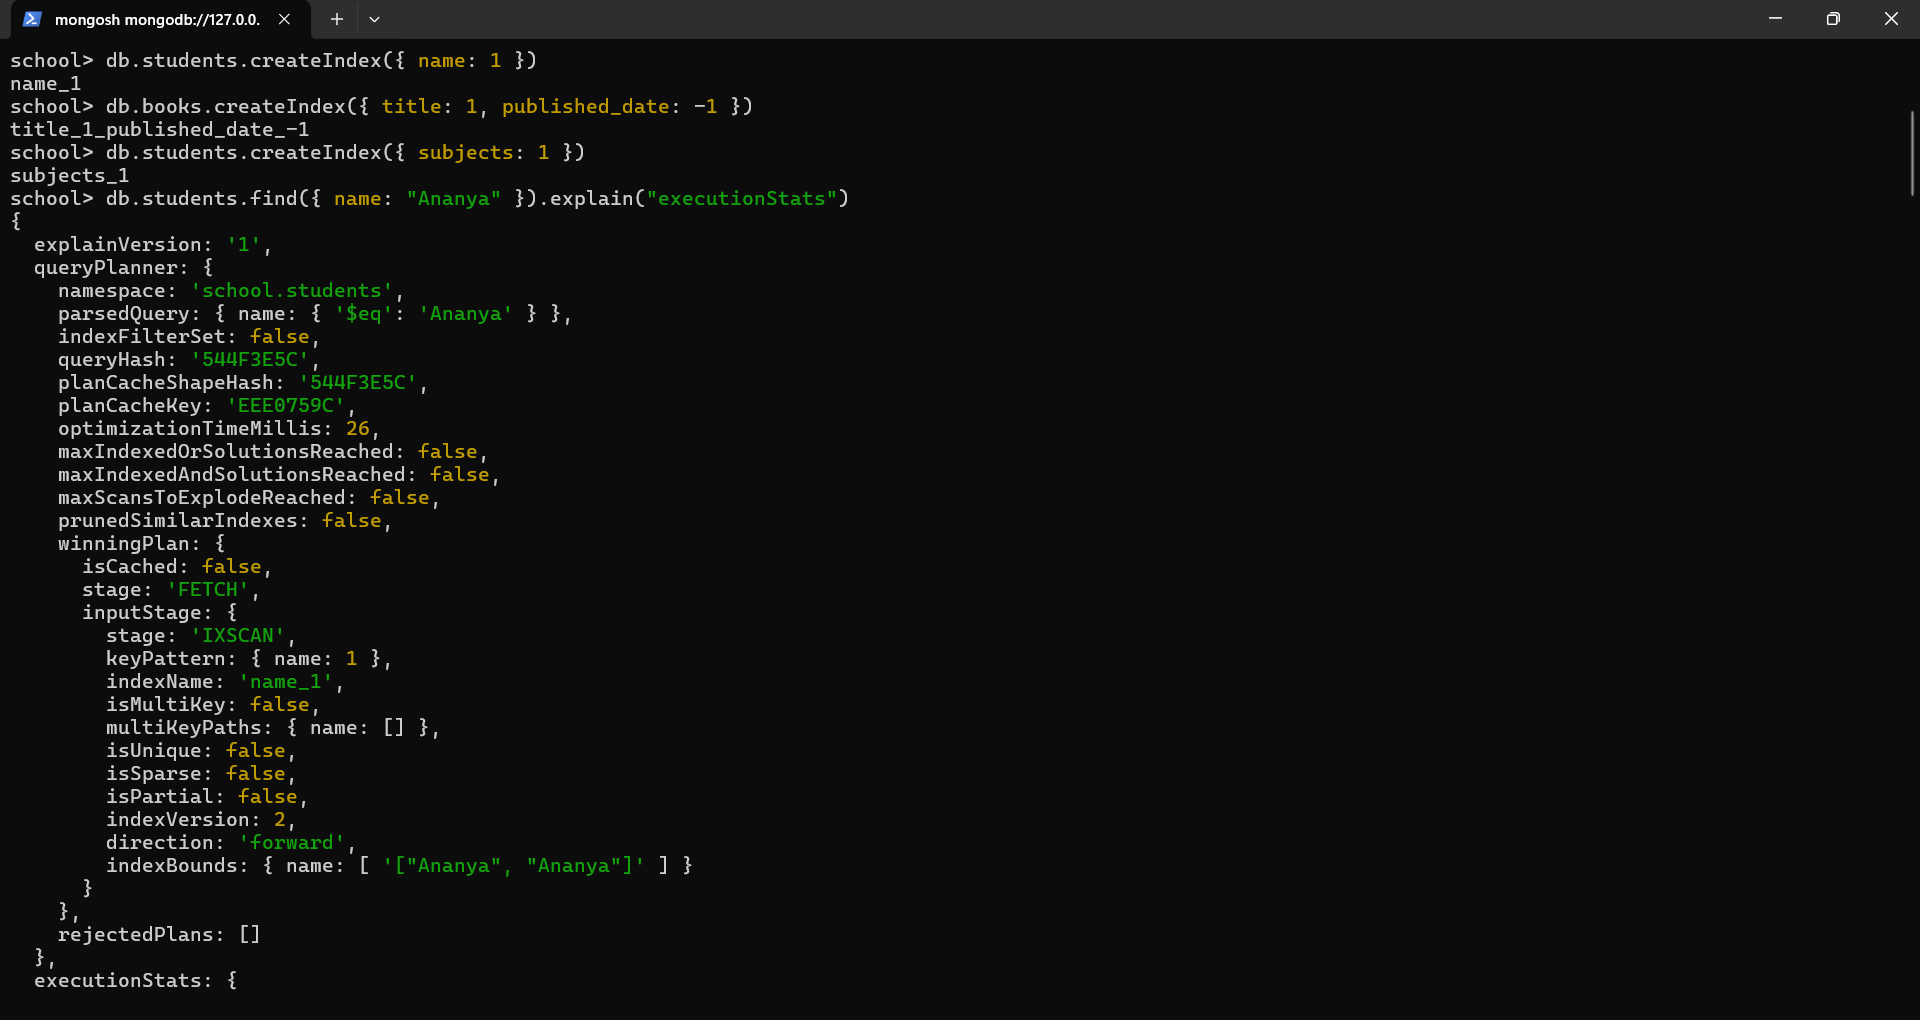 mongosh mongodb://127.0.0.
school> db.students.createIndex({ name: 1 })
name_1
school> db.books.createIndex({ title: 1, published_date: -1 })
title_1_published_date_-1
school> db.students.createIndex({ subjects: 1 })
subjects_1
school> db.students.find({ name: "Ananya" }).explain("executionStats")
{
  explainVersion: '1',
  queryPlanner: {
    namespace: 'school.students',
    parsedQuery: { name: { '$eq': 'Ananya' } },
    indexFilterSet: false,
    queryHash: '544F3E5C',
    planCacheShapeHash: '544F3E5C',
    planCacheKey: 'EEE0759C',
    optimizationTimeMillis: 26,
    maxIndexedOrSolutionsReached: false,
    maxIndexedAndSolutionsReached: false,
    maxScansToExplodeReached: false,
    prunedSimilarIndexes: false,
    winningPlan: {
      isCached: false,
      stage: 'FETCH',
      inputStage: {
        stage: 'IXSCAN',
        keyPattern: { name: 1 },
        indexName: 'name_1',
        isMultiKey: false,
        multiKeyPaths: { name: [] },
        isUnique: false,
        isSparse: false,
        isPartial: false,
        indexVersion: 2,
        direction: 'forward',
        indexBounds: { name: [ '["Ananya", "Ananya"]' ] }
      }
    },
    rejectedPlans: []
  },
  executionStats: {